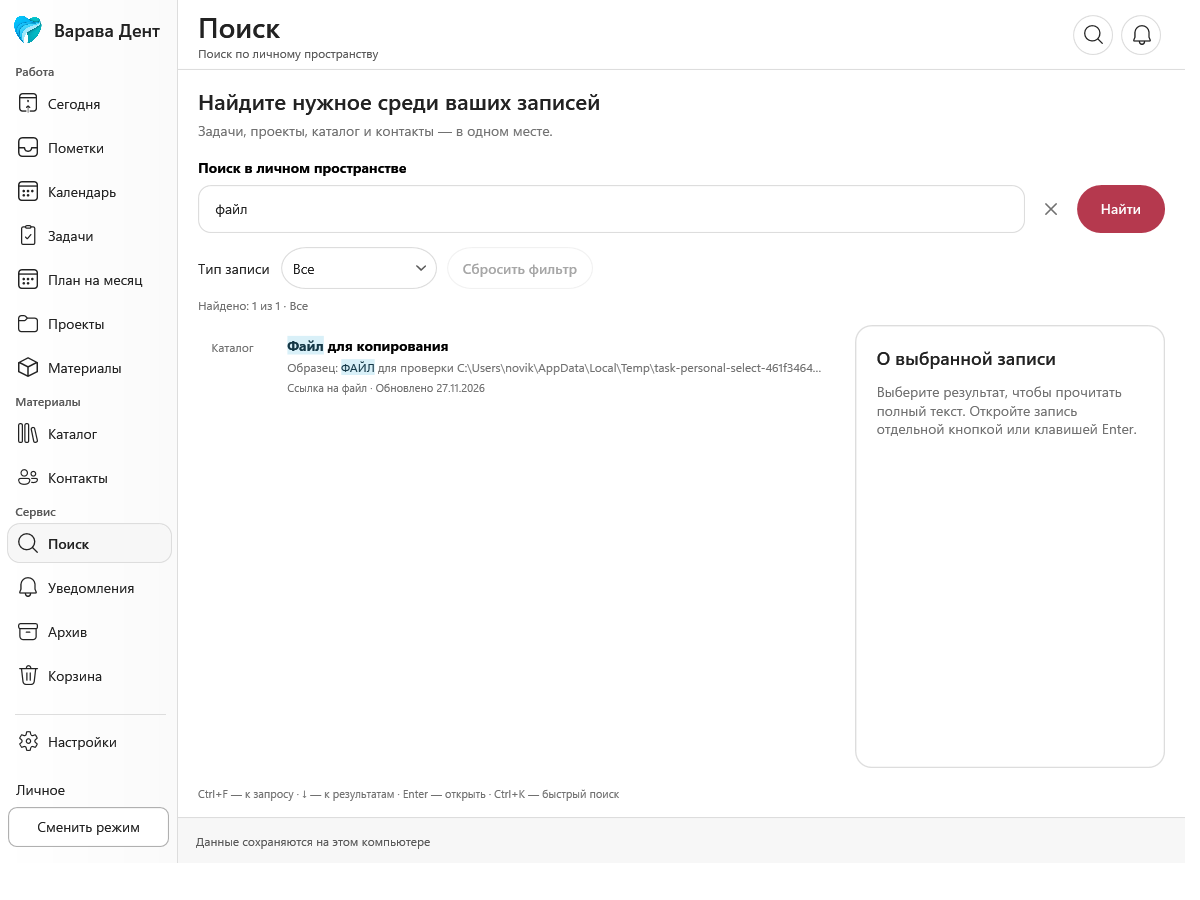 Варава Дент
Работа
Сегодня
Пометки
Календарь
Задачи
План на месяц
Проекты
Материалы
Материалы
Каталог
Контакты
Сервис
Поиск
Уведомления
Архив
Корзина
Настройки
Личное
Сменить режим
Поиск
Поиск по личному пространству
Найдите нужное среди ваших записей
Задачи, проекты, каталог и контакты — в одном месте.
Поиск в личном пространстве
файл
Найти
Тип записи
Все
Сбросить фильтр
Найдено: 1 из 1 · Все
Каталог
Файл для копирования
Образец: ФАЙЛ для проверки C:\Users\novik\AppData\Local\Temp\task-personal-select-461f3464...
Ссылка на файл · Обновлено 27.11.2026
О выбранной записи
Выберите результат, чтобы прочитать
полный текст. Откройте запись
отдельной кнопкой или клавишей Enter.
Ctrl+F — к запросу · ↓ — к результатам · Enter — открыть · Ctrl+K — быстрый поиск
Данные сохраняются на этом компьютере